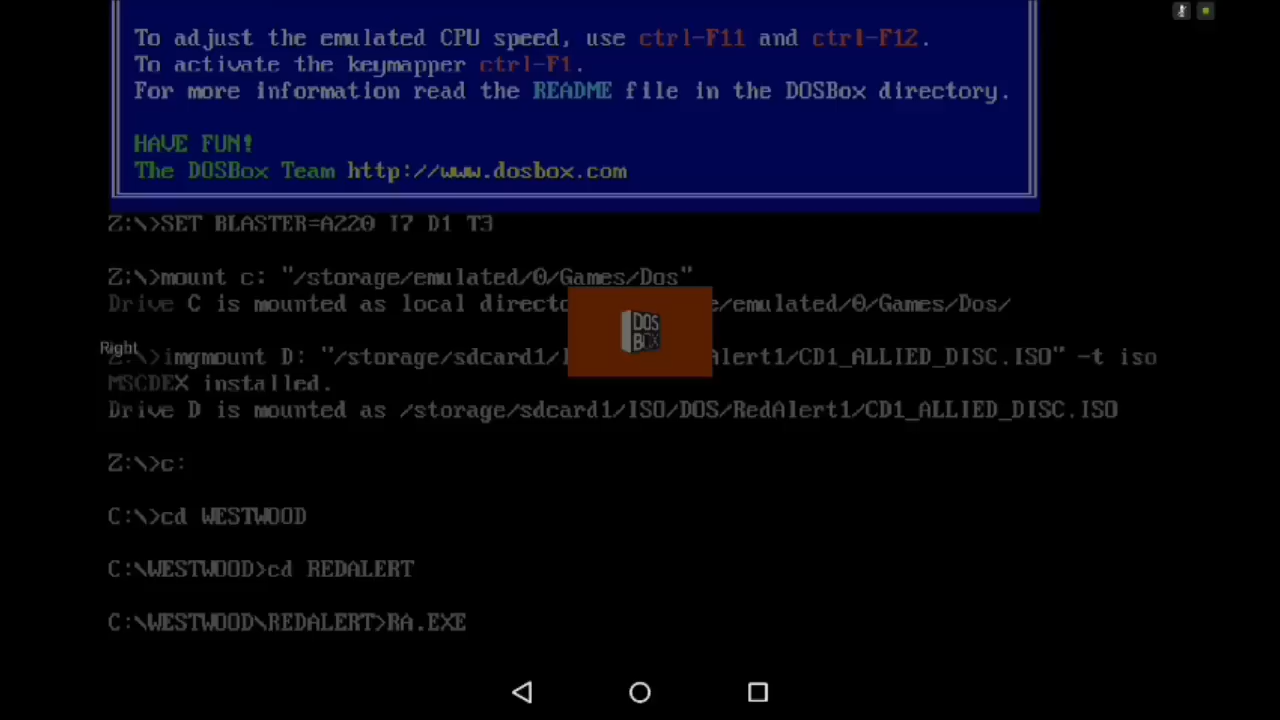 To adjust the emulated CPU speed, use ctrl-F11 and ctrl-F12.
To activate the keymapper ctrl-F1.
For more information read the README file in the DOSBox directory.
HAVE FUN!
The DOSBox Team http://www.dosbox.com
Z:\>SET BLASTER=A220 I7 D1 T3
Z:\>mount c: "/storage/emulated/0/Games/Dos"
Drive C is mounted as local /emulated/0/Games/Dos/
DOS
BOX
Right
Z:\>imgmount D: "/storage/sdcard1/ /CD1_ALLIED_DISC.ISO" -t iso
MSCDEX installed.
Drive D is mounted as /storage/sdcard1/ISO/DOS/RedAlert1/CD1_ALLIED_DISC.ISO
Z:\>c:
C:\>cd WESTWOOD
C:\WESTWOOD>cd REDALERT
C:\WESTWOOD\REDALERT>RA.EXE